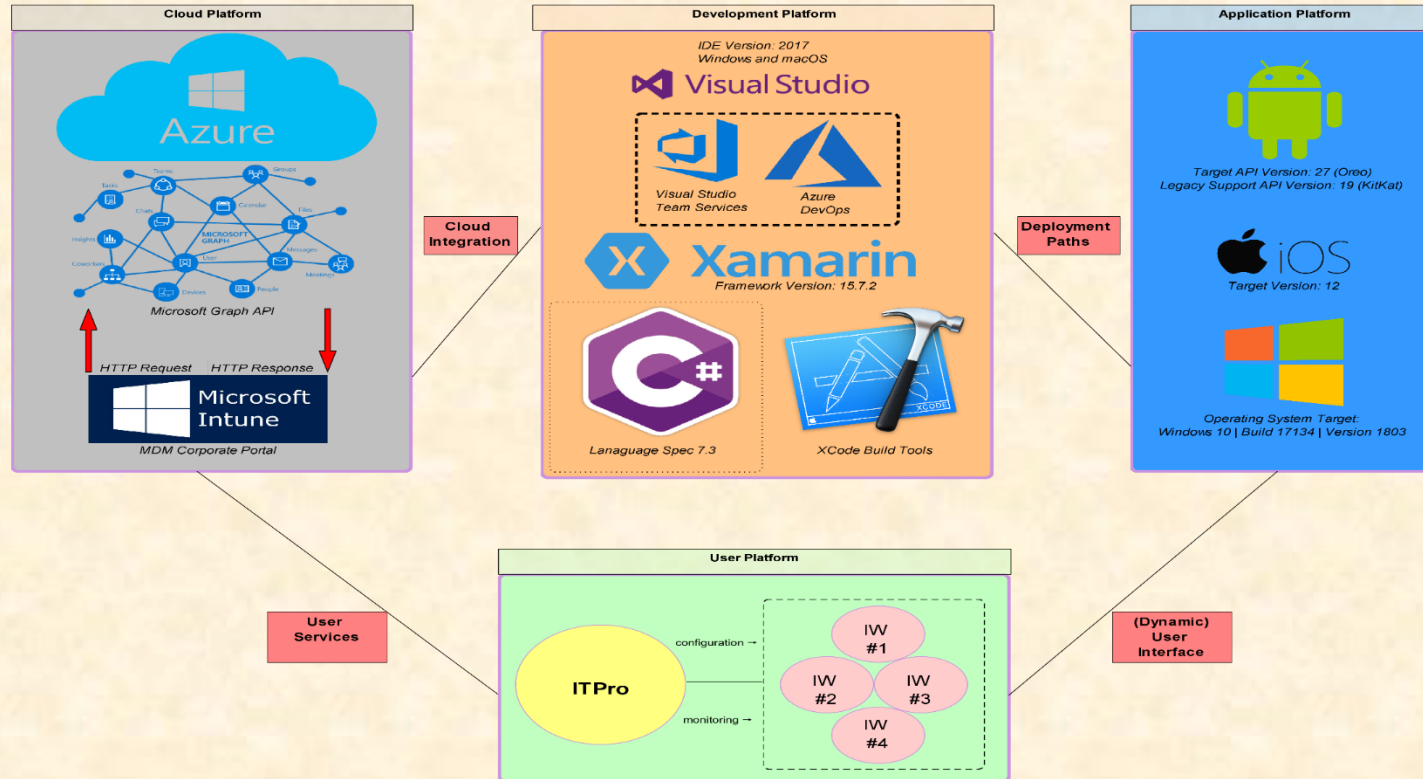 Cloud Platform
Azure
Teams
Groups
Tasks
Calendar
Chats
Files
MICROSOFT
GRAPH
Insights
Messages
User
Coworkers
Meetings
Devices
People
Microsoft Graph API
HTTP Request
HTTP Response
Microsoft
Intune
MDM Corporate Portal
Cloud
Integration
Development Platform
IDE Version: 2017
Windows and macOS
Visual Studio
Visual Studio
Team Services
Azure
DevOps
X
Xamarin
Framework Version: 15.7.2
C#
Lanaguage Spec 7.3
XCODE
XCode Build Tools
Deployment
Paths
Application Platform
Target API Version: 27 (Oreo)
Legacy Support API Version: 19 (KitKat)
iOS
Target Version: 12
Operating System Target:
Windows 10 | Build 17134 | Version 1803
User
Services
User Platform
ITPro
configuration →
monitoring →
IW
#1
IW
#2
IW
#3
IW
#4
(Dynamic)
User
Interface